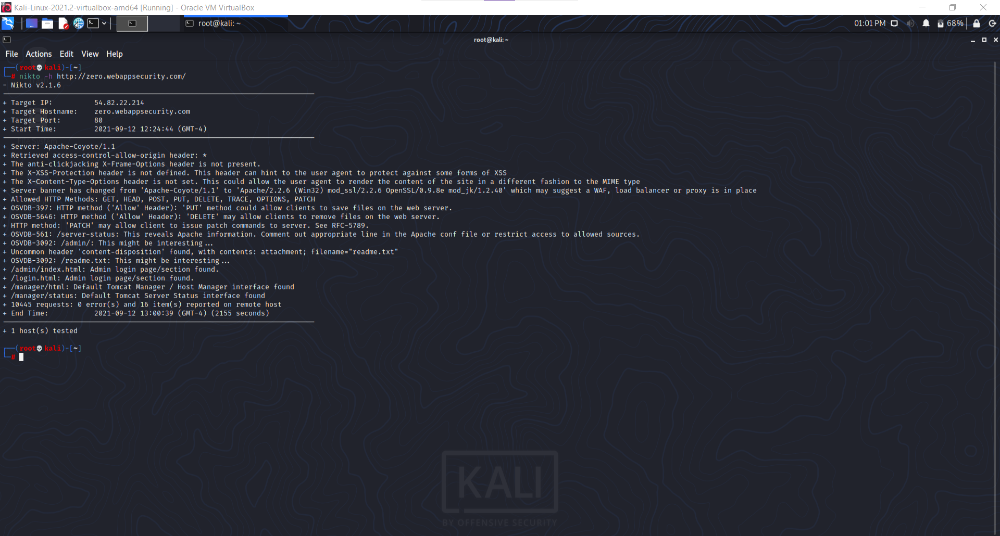 Kali-Linux-2021.2-virtualbox-amd64 [Running] - Oracle VM VirtualBox
root@kali: ~
01:01 PM
68%
root@kali: ~
File Actions Edit View Help
File System
(root💀kali)-[~]
# nikto -h http://zero.webappsecurity.com/
- Nikto v2.1.6
+ Target IP: 54.82.22.214
+ Target Hostname: zero.webappsecurity.com
+ Target Port: 80
+ Start Time: 2021-09-12 12:24:44 (GMT-4)
+ Server: Apache-Coyote/1.1
+ Retrieved access-control-allow-origin header: *
+ The anti-clickjacking X-Frame-Options header is not present.
+ The X-XSS-Protection header is not defined. This header can hint to the user agent to protect against some forms of XSS
+ The X-Content-Type-Options header is not set. This could allow the user agent to render the content of the site in a different fashion to the MIME type
+ Server banner has changed from 'Apache-Coyote/1.1' to 'Apache/2.2.6 (Win32) mod_ssl/2.2.6 OpenSSL/0.9.8e mod_jk/1.2.40' which may suggest a WAF, load balancer or proxy is in place
+ Allowed HTTP Methods: GET, HEAD, POST, PUT, DELETE, TRACE, OPTIONS, PATCH
+ OSVDB-397: HTTP method ('Allow' Header): 'PUT' method could allow clients to save files on the web server.
+ OSVDB-5646: HTTP method ('Allow' Header): 'DELETE' may allow clients to remove files on the web server.
+ HTTP method: 'PATCH' may allow client to issue patch commands to server. See RFC-5789.
+ OSVDB-561: /server-status: This reveals Apache information. Comment out appropriate line in the Apache conf file or restrict access to allowed sources.
+ OSVDB-3092: /admin/: This might be interesting...
+ Uncommon header 'content-disposition' found, with contents: attachment; filename="readme.txt"
+ OSVDB-3092: /readme.txt: This might be interesting...
+ /admin/index.html: Admin login page/section found.
+ /login.html: Admin login page/section found.
+ /manager/html: Default Tomcat Manager / Host Manager interface found
+ /manager/status: Default Tomcat Server Status interface found
+ 10445 requests: 0 error(s) and 16 item(s) reported on remote host
+ End Time: 2021-09-12 13:00:39 (GMT-4) (2155 seconds)
+ 1 host(s) tested
(root💀kali)-[~]
#
KALI
BY OFFENSIVE SECURITY